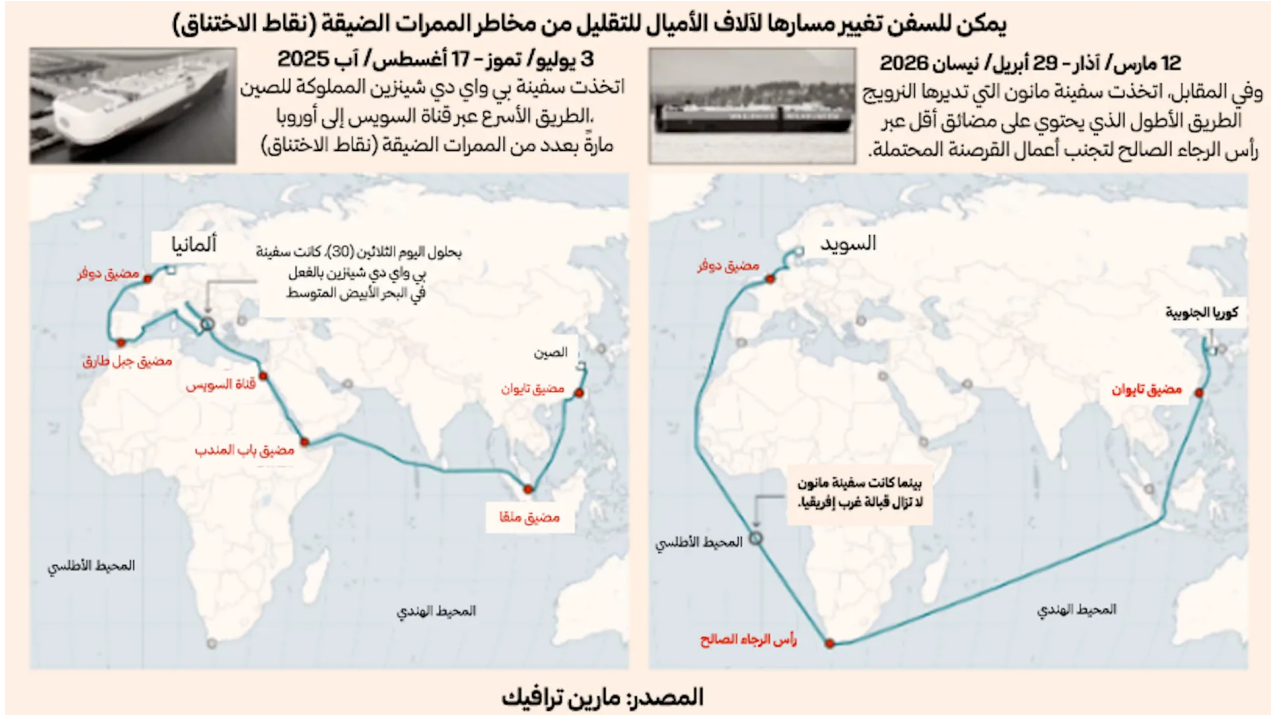 يمكن للسفن تغيير مسارها لآلاف الأميال للتقليل من مخاطر الممرات الضيقة (نقاط الاختناق)
12 مارس/ آذار - 29 أبريل/ نيسان 2026
وفي المقابل، اتخذت سفينة مانون التي تديرها النرويج
الطريق الأطول الذي يحتوي على مضائق أقل عبر
رأس الرجاء الصالح لتجنب أعمال القرصنة المحتملة.
3 يوليو/ تموز - 17 أغسطس/ آب 2025
اتخذت سفينة بي واي دي شينزين المملوكة للصين
الطريق الأسرع عبر قناة السويس إلى أوروبا،
مارةً بعدد من الممرات الضيقة (نقاط الاختناق)
السويد
مضيق دوفر
كوريا الجنوبية
مضيق تايوان
بينما كانت سفينة مانون
لا تزال قبالة غرب إفريقيا.
المحيط الأطلسي
المحيط الهندي
رأس الرجاء الصالح
ألمانيا
مضيق دوفر
بحلول اليوم الثلاثين (30)، كانت سفينة
بي واي دي شينزين بالفعل
في البحر الأبيض المتوسط
مضيق جبل طارق
قناة السويس
الصين
مضيق تايوان
مضيق باب المندب
مضيق ملقا
المحيط الأطلسي
المحيط الهندي
المصدر: مارين ترافيك